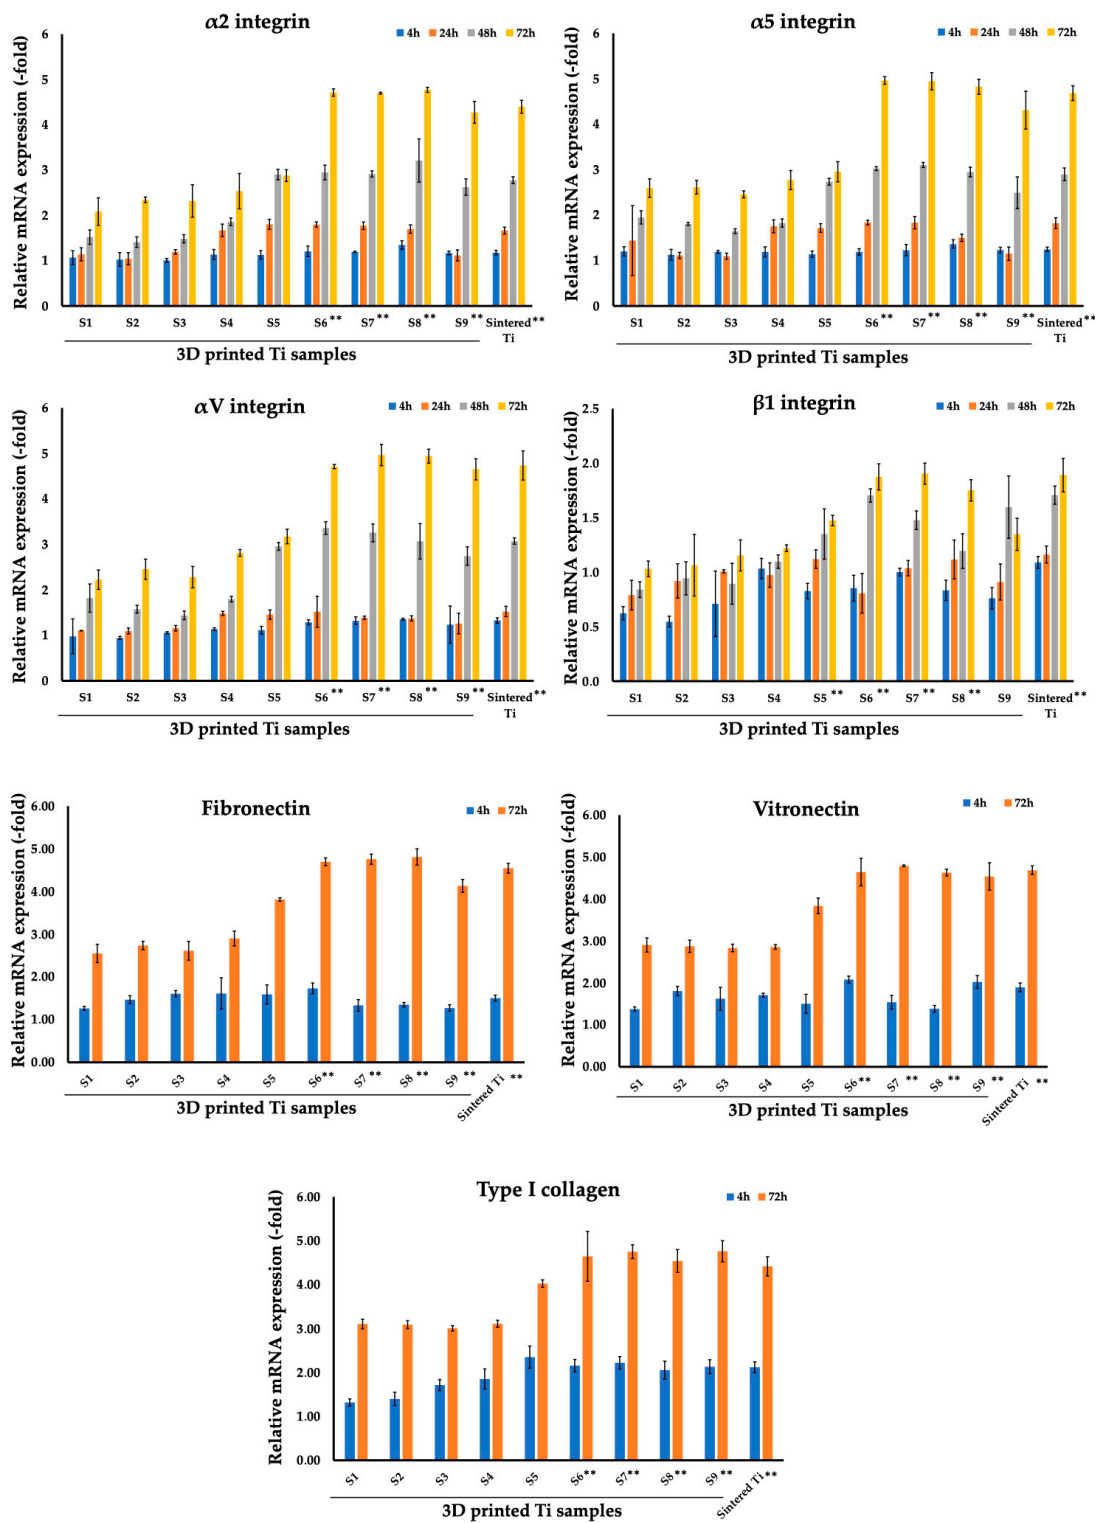 α2 integrin
4h 24h 48h 72h
Relative mRNA expression (-fold)
6
5
4
3
2
1
0
S1 S2 S3 S4 S5 S6 ** S7 ** S8 ** S9 ** Sintered**
Ti
3D printed Ti samples
α5 integrin
4h 24h 48h 72h
Relative mRNA expression (-fold)
6
5
4
3
2
1
0
S1 S2 S3 S4 S5 S6 ** S7 ** S8 ** S9 ** Sintered**
Ti
3D printed Ti samples
αV integrin
4h 24h 48h 72h
Relative mRNA expression (-fold)
6
5
4
3
2
1
0
S1 S2 S3 S4 S5 S6 ** S7 ** S8 ** S9 ** Sintered**
Ti
3D printed Ti samples
β1 integrin
4h 24h 48h 72h
Relative mRNA expression (-fold)
2.5
2.0
1.5
1.0
0.5
0.0
S1 S2 S3 S4 S5 ** S6 ** S7 ** S8 ** S9 Sintered**
Ti
3D printed Ti samples
Fibronectin
4h 72h
Relative mRNA expression (-fold)
6.00
5.00
4.00
3.00
2.00
1.00
0.00
S1 S2 S3 S4 S5 S6** S7** S8 ** S9 ** Sintered Ti **
3D printed Ti samples
Vitronectin
4h 72h
Relative mRNA expression (-fold)
6.00
5.00
4.00
3.00
2.00
1.00
0.00
S1 S2 S3 S4 S5 S6** S7 ** S8 ** S9 ** Sintered Ti **
3D printed Ti samples
Type I collagen
4h 72h
Relative mRNA expression (-fold)
6.00
5.00
4.00
3.00
2.00
1.00
0.00
S1 S2 S3 S4 S5 S6** S7** S8** S9** Sintered Ti **
3D printed Ti samples